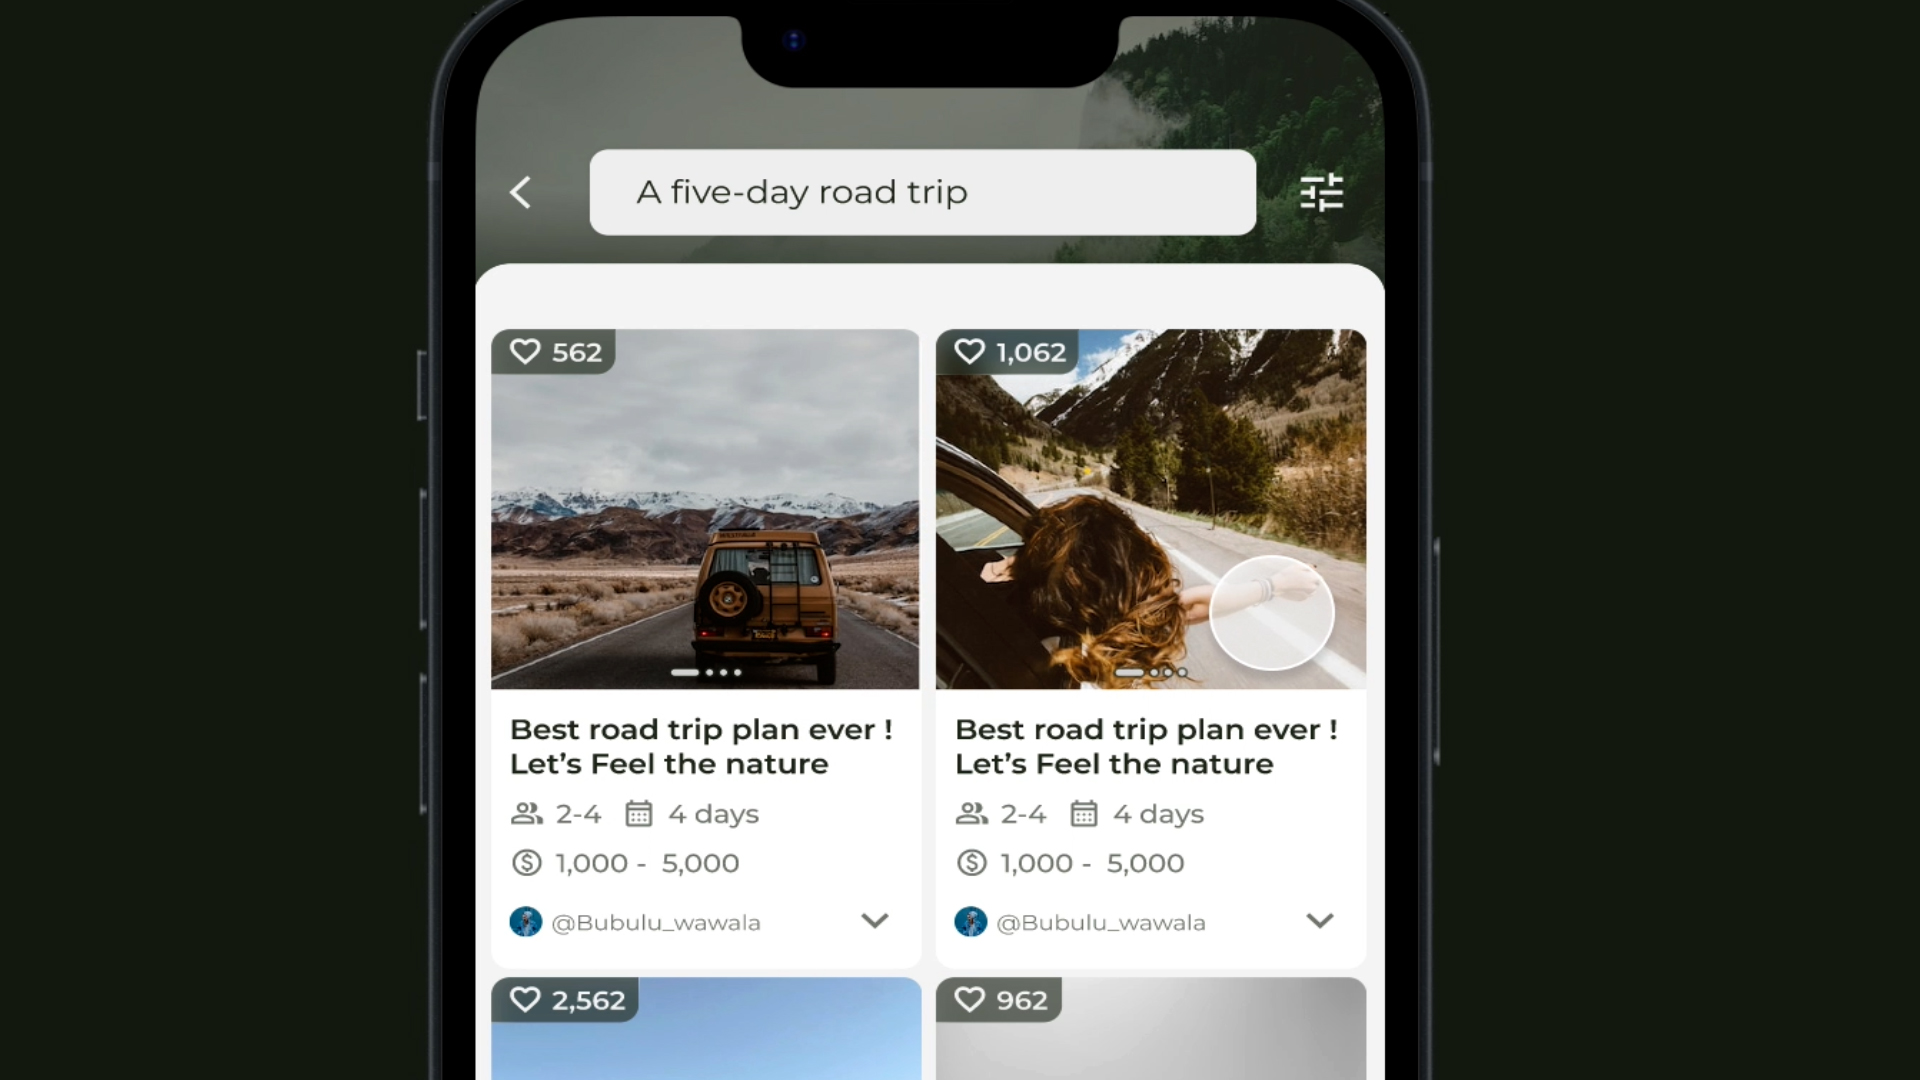 A five-day road trip
562
1,062
Best road trip plan ever !
Let’s Feel the nature
2-4 4 days
1,000 - 5,000
@Bubulu_wawala
Best road trip plan ever !
Let’s Feel the nature
2-4 4 days
1,000 - 5,000
@Bubulu_wawala
2,562
962